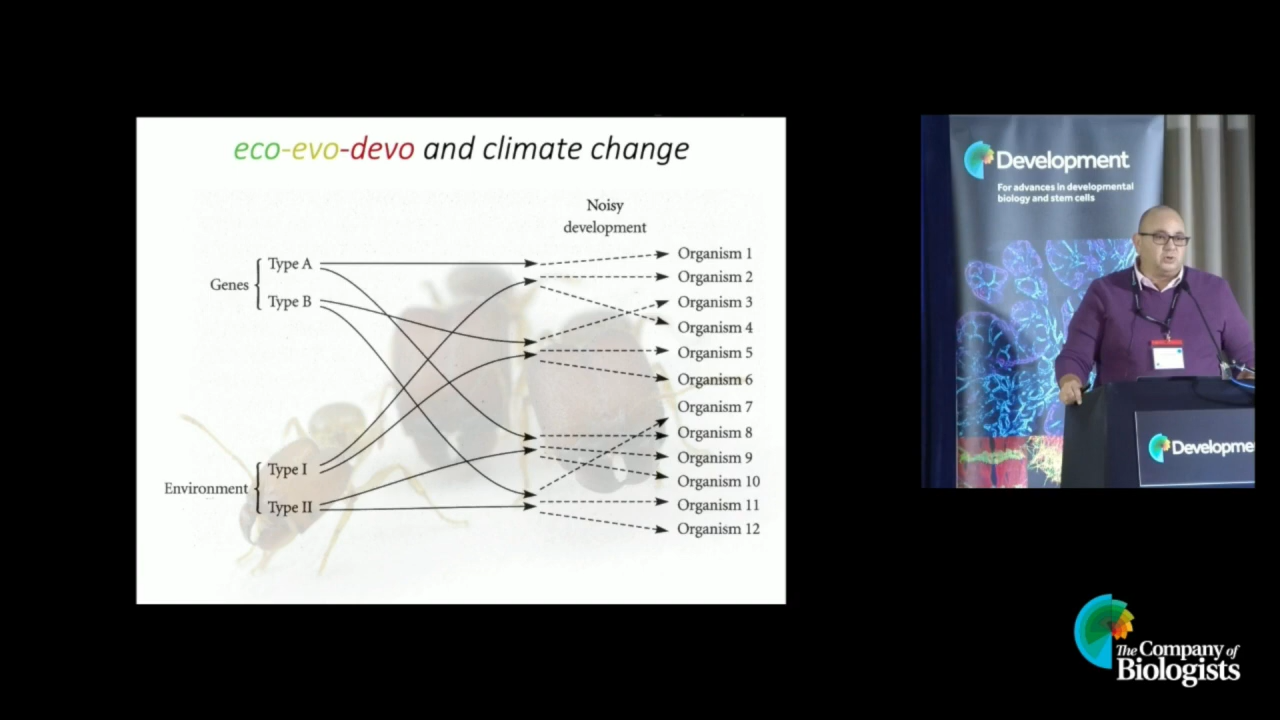 eco-evo-devo and climate change
Noisy
development
Genes
Type A
Type B
Environment
Type I
Type II
Organism 1
Organism 2
Organism 3
Organism 4
Organism 5
Organism 6
Organism 7
Organism 8
Organism 9
Organism 10
Organism 11
Organism 12
Development
For advances in developmental
biology and stem cells
Developme
The Company of
Biologists